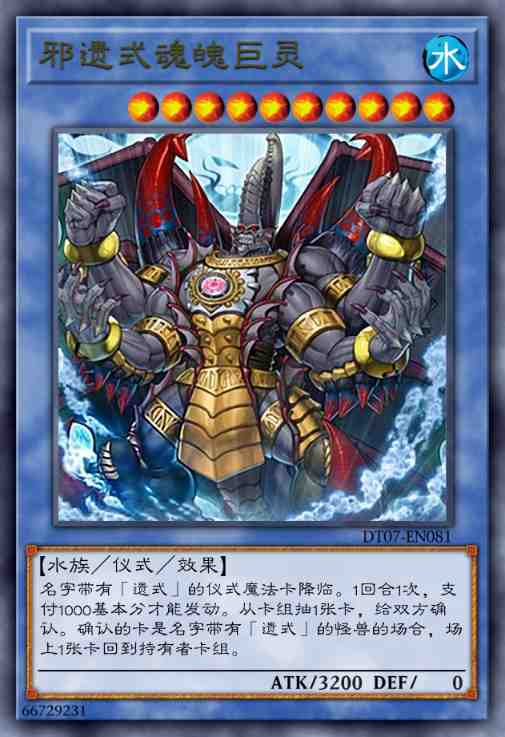 邪遗式魂魄巨灵
水
DT07-EN081
【水族／仪式／效果】
名字带有「遗式」的仪式魔法卡降临。1回合1次，支
付1000基本分才能发动。从卡组抽1张卡，给双方确
认。确认的卡是名字带有「遗式」的怪兽的场合，场
上1张卡回到持有者卡组。
ATK/3200 DEF/ 0
66729231